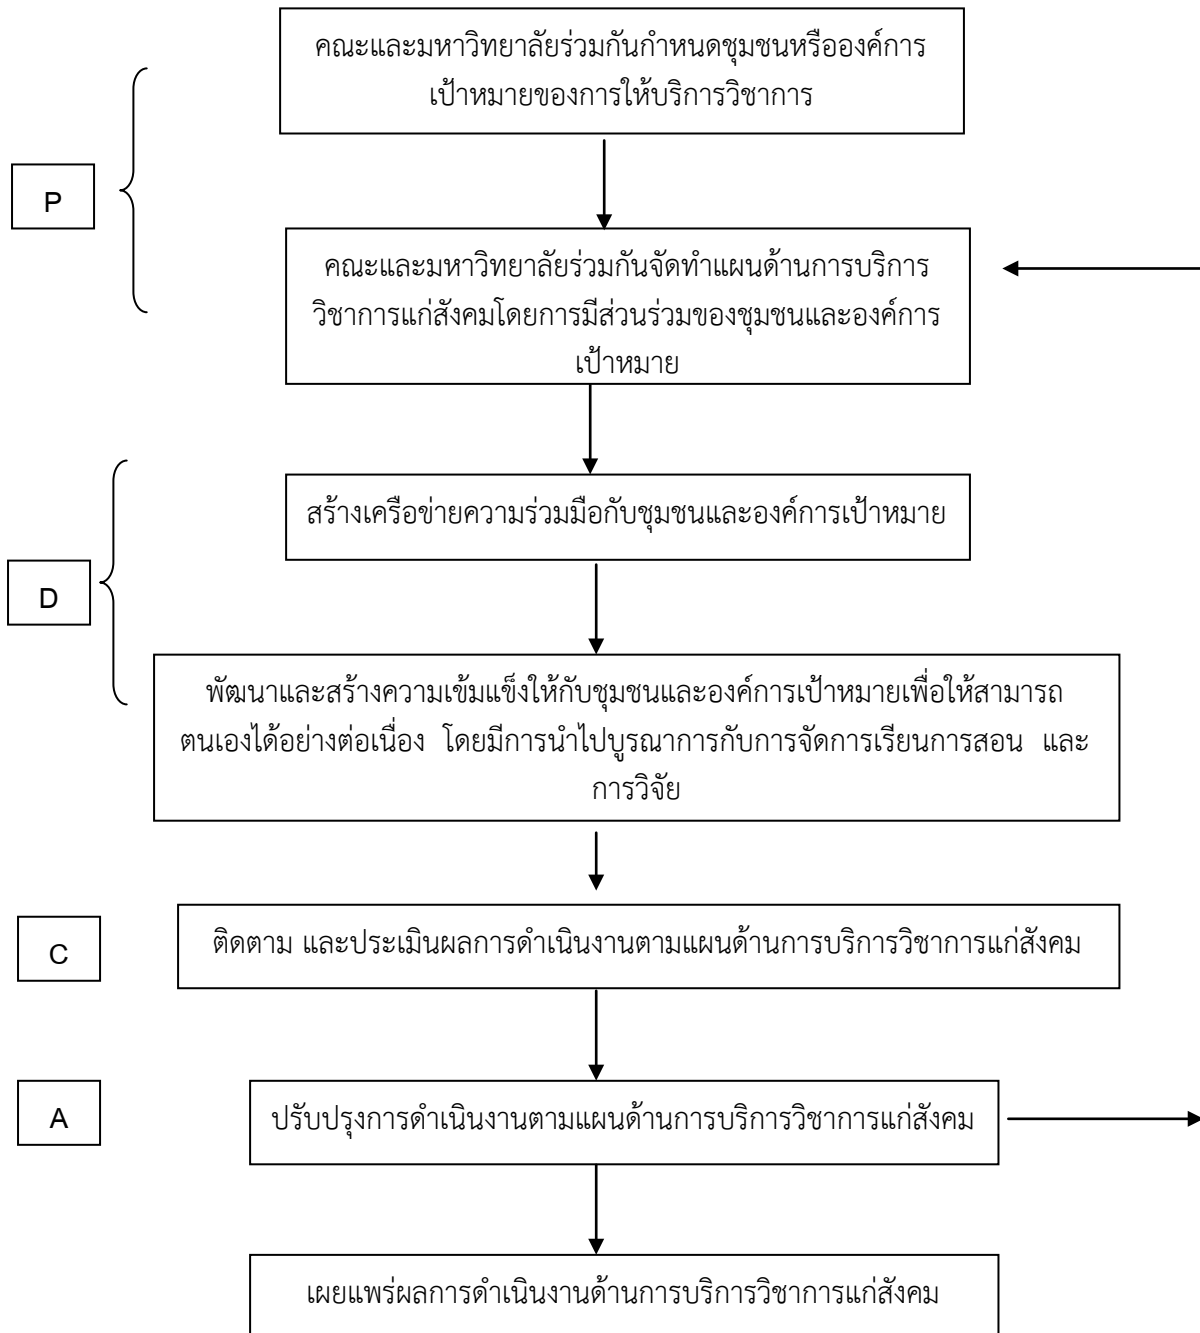 คณะและมหาวิทยาลัยร่วมกันกำหนดชุมชนหรือองค์การ
เป้าหมายของการให้บริการวิชาการ
P
คณะและมหาวิทยาลัยร่วมกันจัดทำแผนด้านการบริการ
วิชาการแก่สังคมโดยการมีส่วนร่วมของชุมชนและองค์การ
เป้าหมาย
สร้างเครือข่ายความร่วมมือกับชุมชนและองค์การเป้าหมาย
D
พัฒนาและสร้างความเข้มแข็งให้กับชุมชนและองค์การเป้าหมายเพื่อให้สามารถ
ตนเองได้อย่างต่อเนื่อง โดยมีการนำไปบูรณาการกับการจัดการเรียนการสอน และ
การวิจัย
C
ติดตาม และประเมินผลการดำเนินงานตามแผนด้านการบริการวิชาการแก่สังคม
A
ปรับปรุงการดำเนินงานตามแผนด้านการบริการวิชาการแก่สังคม
เผยแพร่ผลการดำเนินงานด้านการบริการวิชาการแก่สังคม